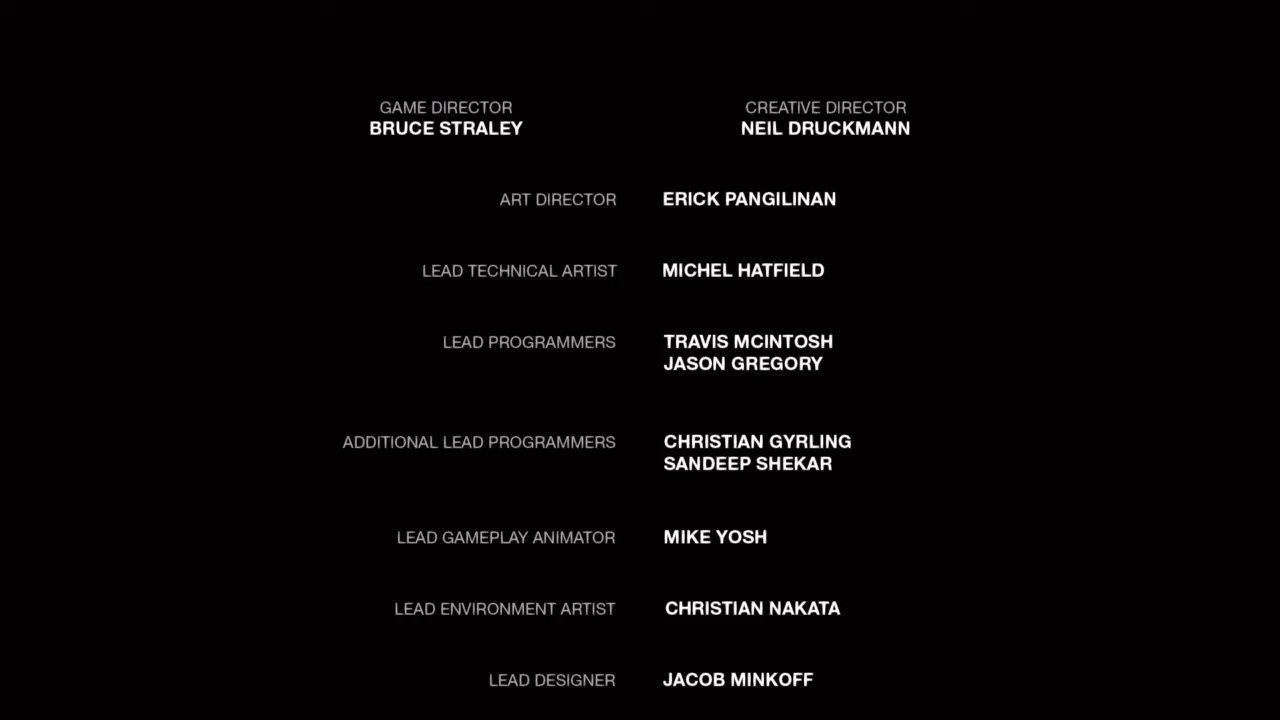 GAME DIRECTOR CREATIVE DIRECTOR
BRUCE STRALEY NEIL DRUCKMANN
ART DIRECTOR ERICK PANGILINAN
LEAD TECHNICAL ARTIST MICHEL HATFIELD
LEAD PROGRAMMERS TRAVIS MCINTOSH
JASON GREGORY
ADDITIONAL LEAD PROGRAMMERS CHRISTIAN GYRLING
SANDEEP SHEKAR
LEAD GAMEPLAY ANIMATOR MIKE YOSH
LEAD ENVIRONMENT ARTIST CHRISTIAN NAKATA
LEAD DESIGNER JACOB MINKOFF